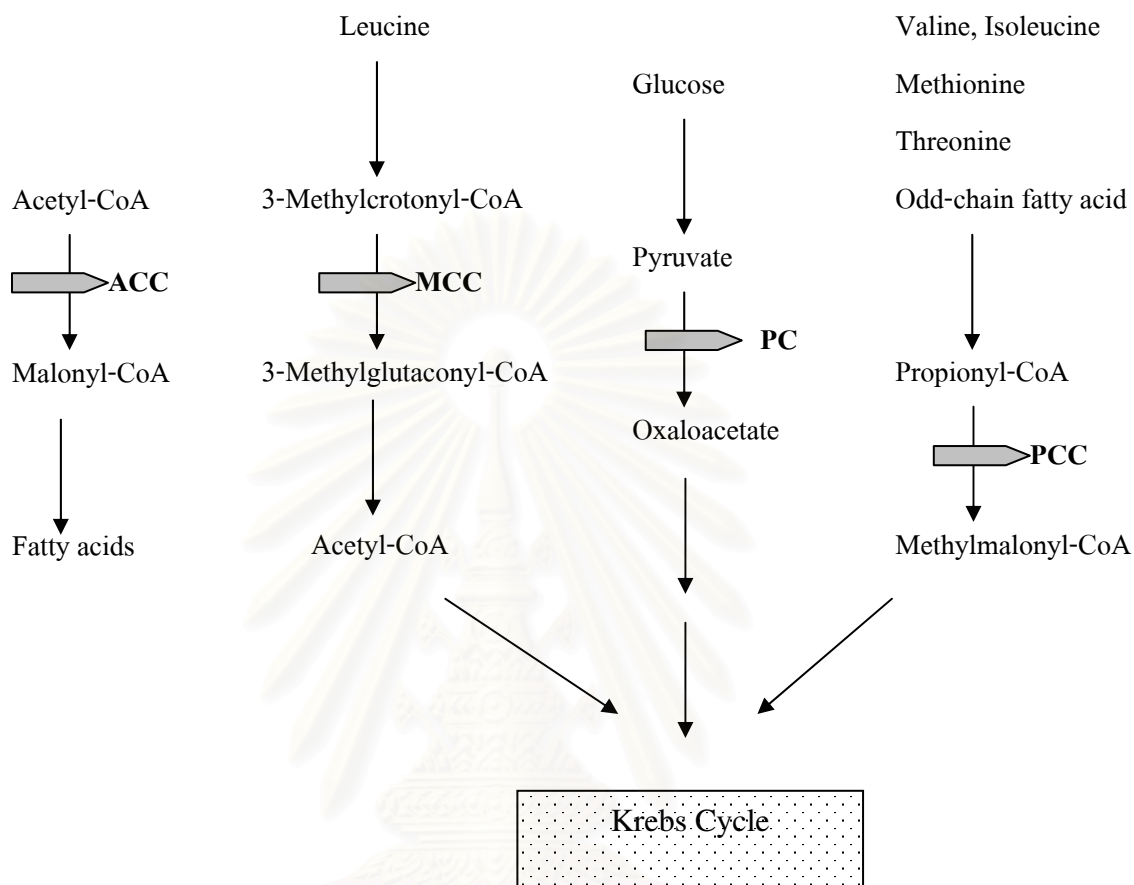 Leucine
Valine, Isoleucine
Glucose
Methionine
Threonine
Acetyl-CoA
3-Methylcrotonyl-CoA
Odd-chain fatty acid
Pyruvate
ACC
MCC
PC
Malonyl-CoA
3-Methylglutaconyl-CoA
Propionyl-CoA
Oxaloacetate
PCC
Fatty acids
Acetyl-CoA
Methylmalonyl-CoA
Krebs Cycle